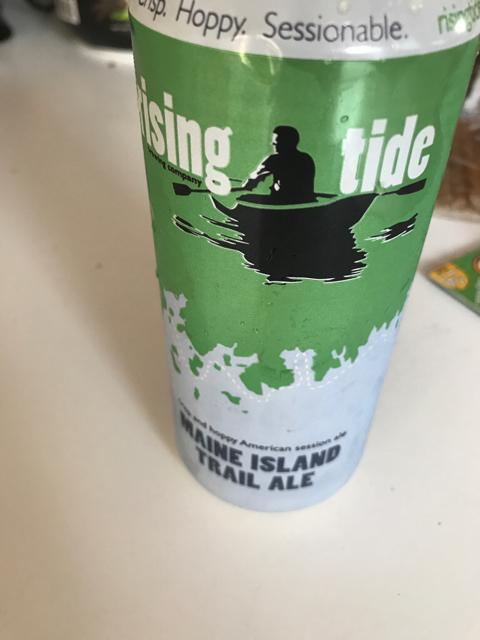 Crisp. Hoppy. Sessionable.
rising tide
brewing company
crisp and hoppy American session ale
MAINE ISLAND
TRAIL ALE